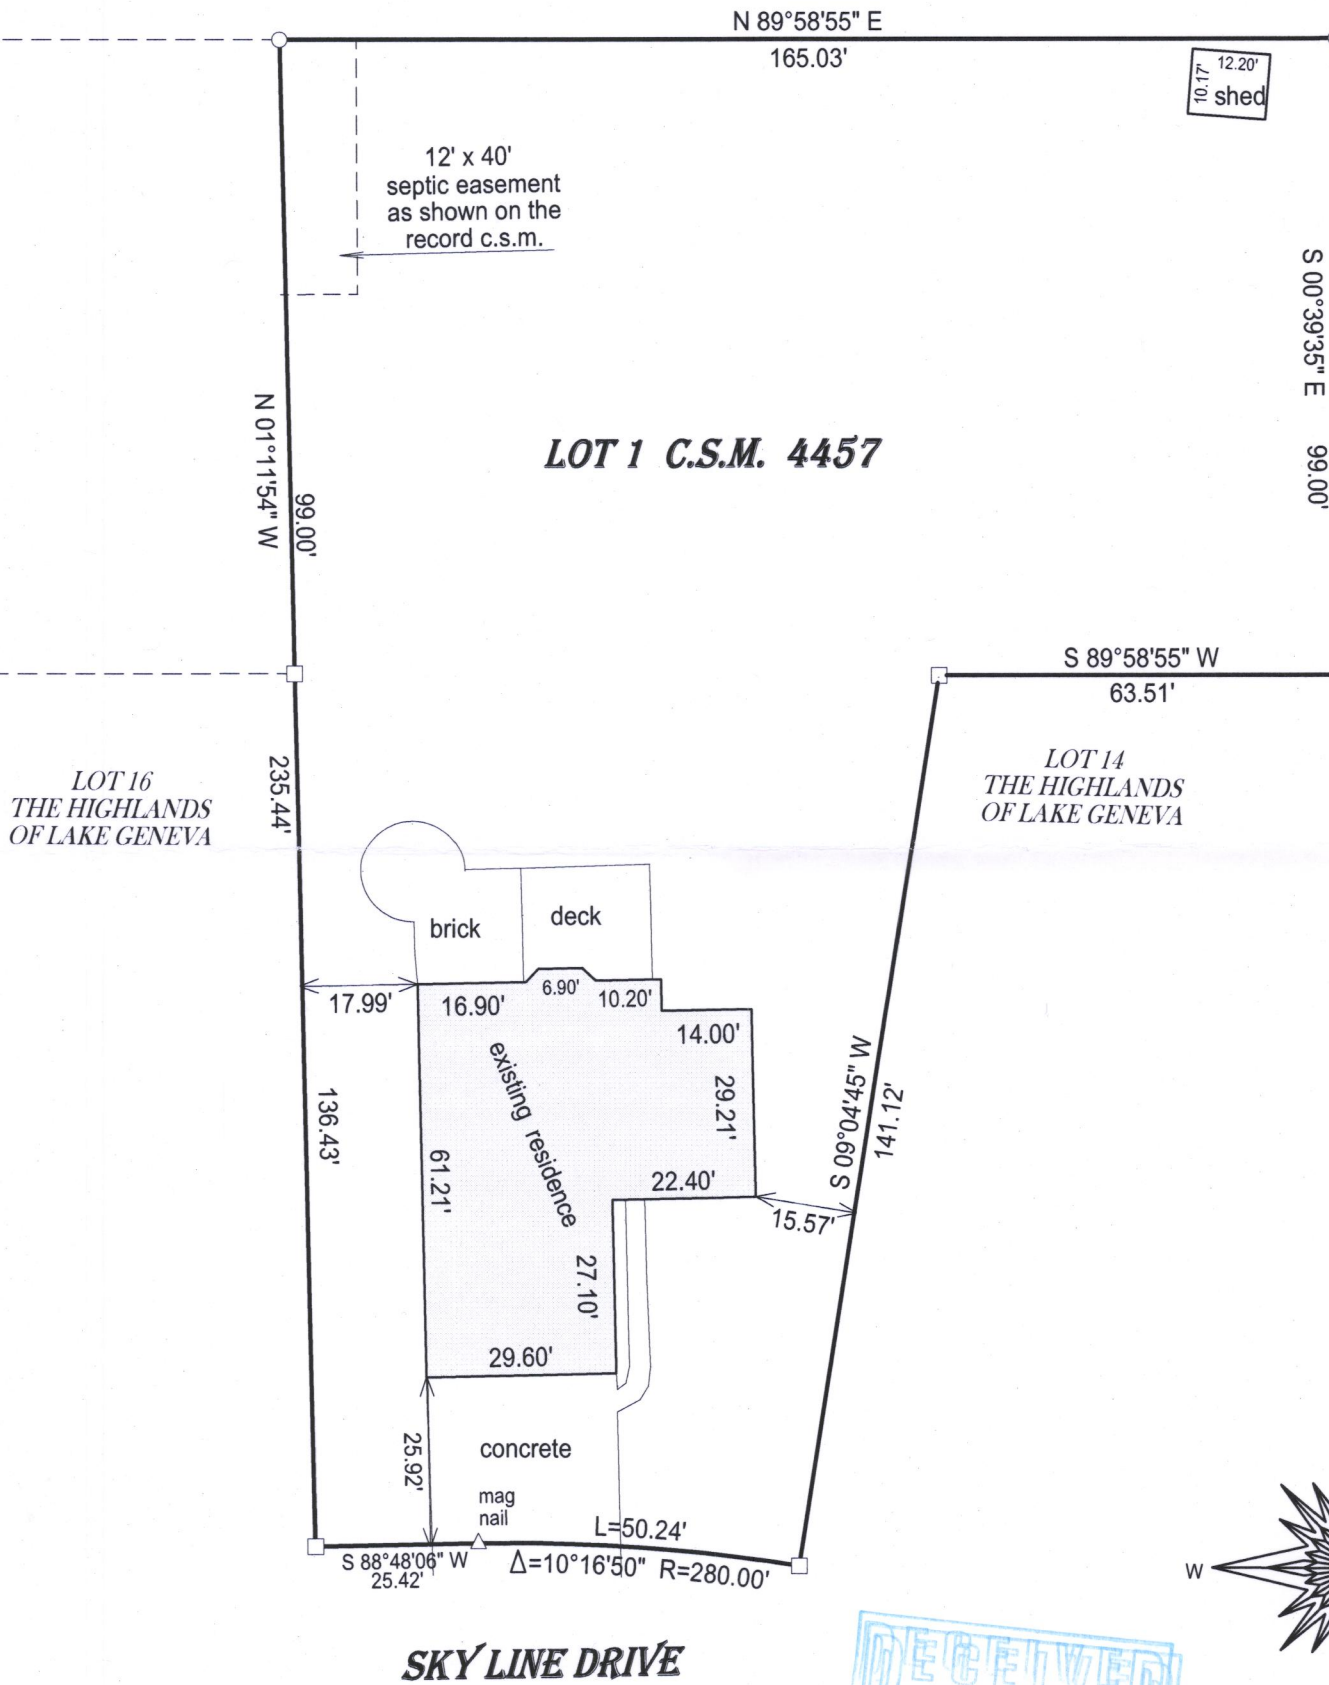 N 89°58'55" E
165.03'
12.20'
10.17'
shed
12' x 40'
septic easement
as shown on the
record c.s.m.
S 00°39'35" E 99.00'
N 01°11'54" W
99.00'
LOT 1 C.S.M. 4457
S 89°58'55" W
63.51'
LOT 16
THE HIGHLANDS
OF LAKE GENEVA
235.44'
LOT 14
THE HIGHLANDS
OF LAKE GENEVA
brick
deck
17.99'
16.90'
6.90'
10.20'
14.00'
existing residence
29.21'
S 09°04'45" W
141.12'
136.43'
61.21'
22.40'
15.57'
27.10'
29.60'
25.92'
concrete
mag
nail
L=50.24'
S 88°48'06" W
25.42'
Δ=10°16'50" R=280.00'
W
SKY LINE DRIVE
RECEIVED